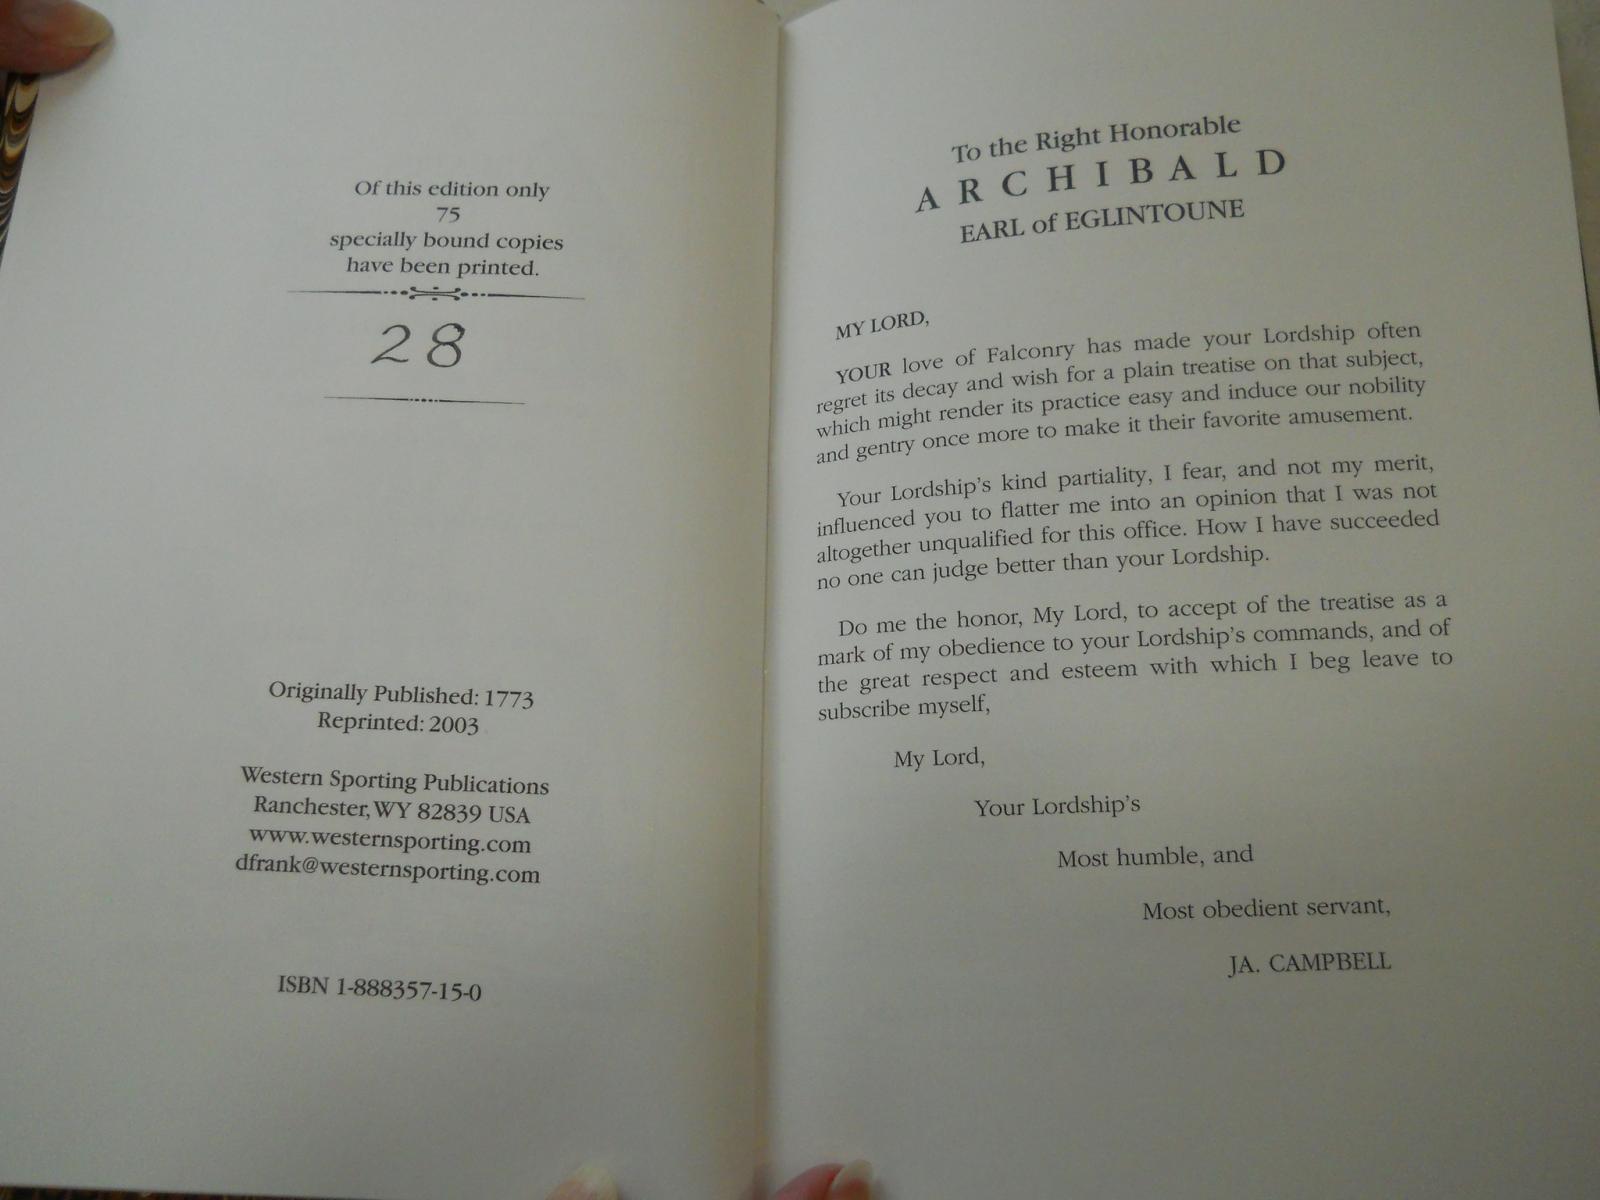 Of this edition only
75
specially bound copies
have been printed.
28
Originally Published: 1773
Reprinted: 2003
Western Sporting Publications
Ranchester, WY 82839 USA
www.westernsporting.com
dfrank@westernsporting.com
ISBN 1-888357-15-0
To the Right Honorable
ARCHIBALD
EARL of EGLINTOUNE
MY LORD,
YOUR love of Falconry has made your Lordship often
regret its decay and wish for a plain treatise on that subject,
which might render its practice easy and induce our nobility
and gentry once more to make it their favorite amusement.
Your Lordship's kind partiality, I fear, and not my merit,
influenced you to flatter me into an opinion that I was not
altogether unqualified for this office. How I have succeeded
no one can judge better than your Lordship.
Do me the honor, My Lord, to accept of the treatise as a
mark of my obedience to your Lordship's commands, and of
the great respect and esteem with which I beg leave to
subscribe myself,
My Lord,
Your Lordship's
Most humble, and
Most obedient servant,
JA. CAMPBELL